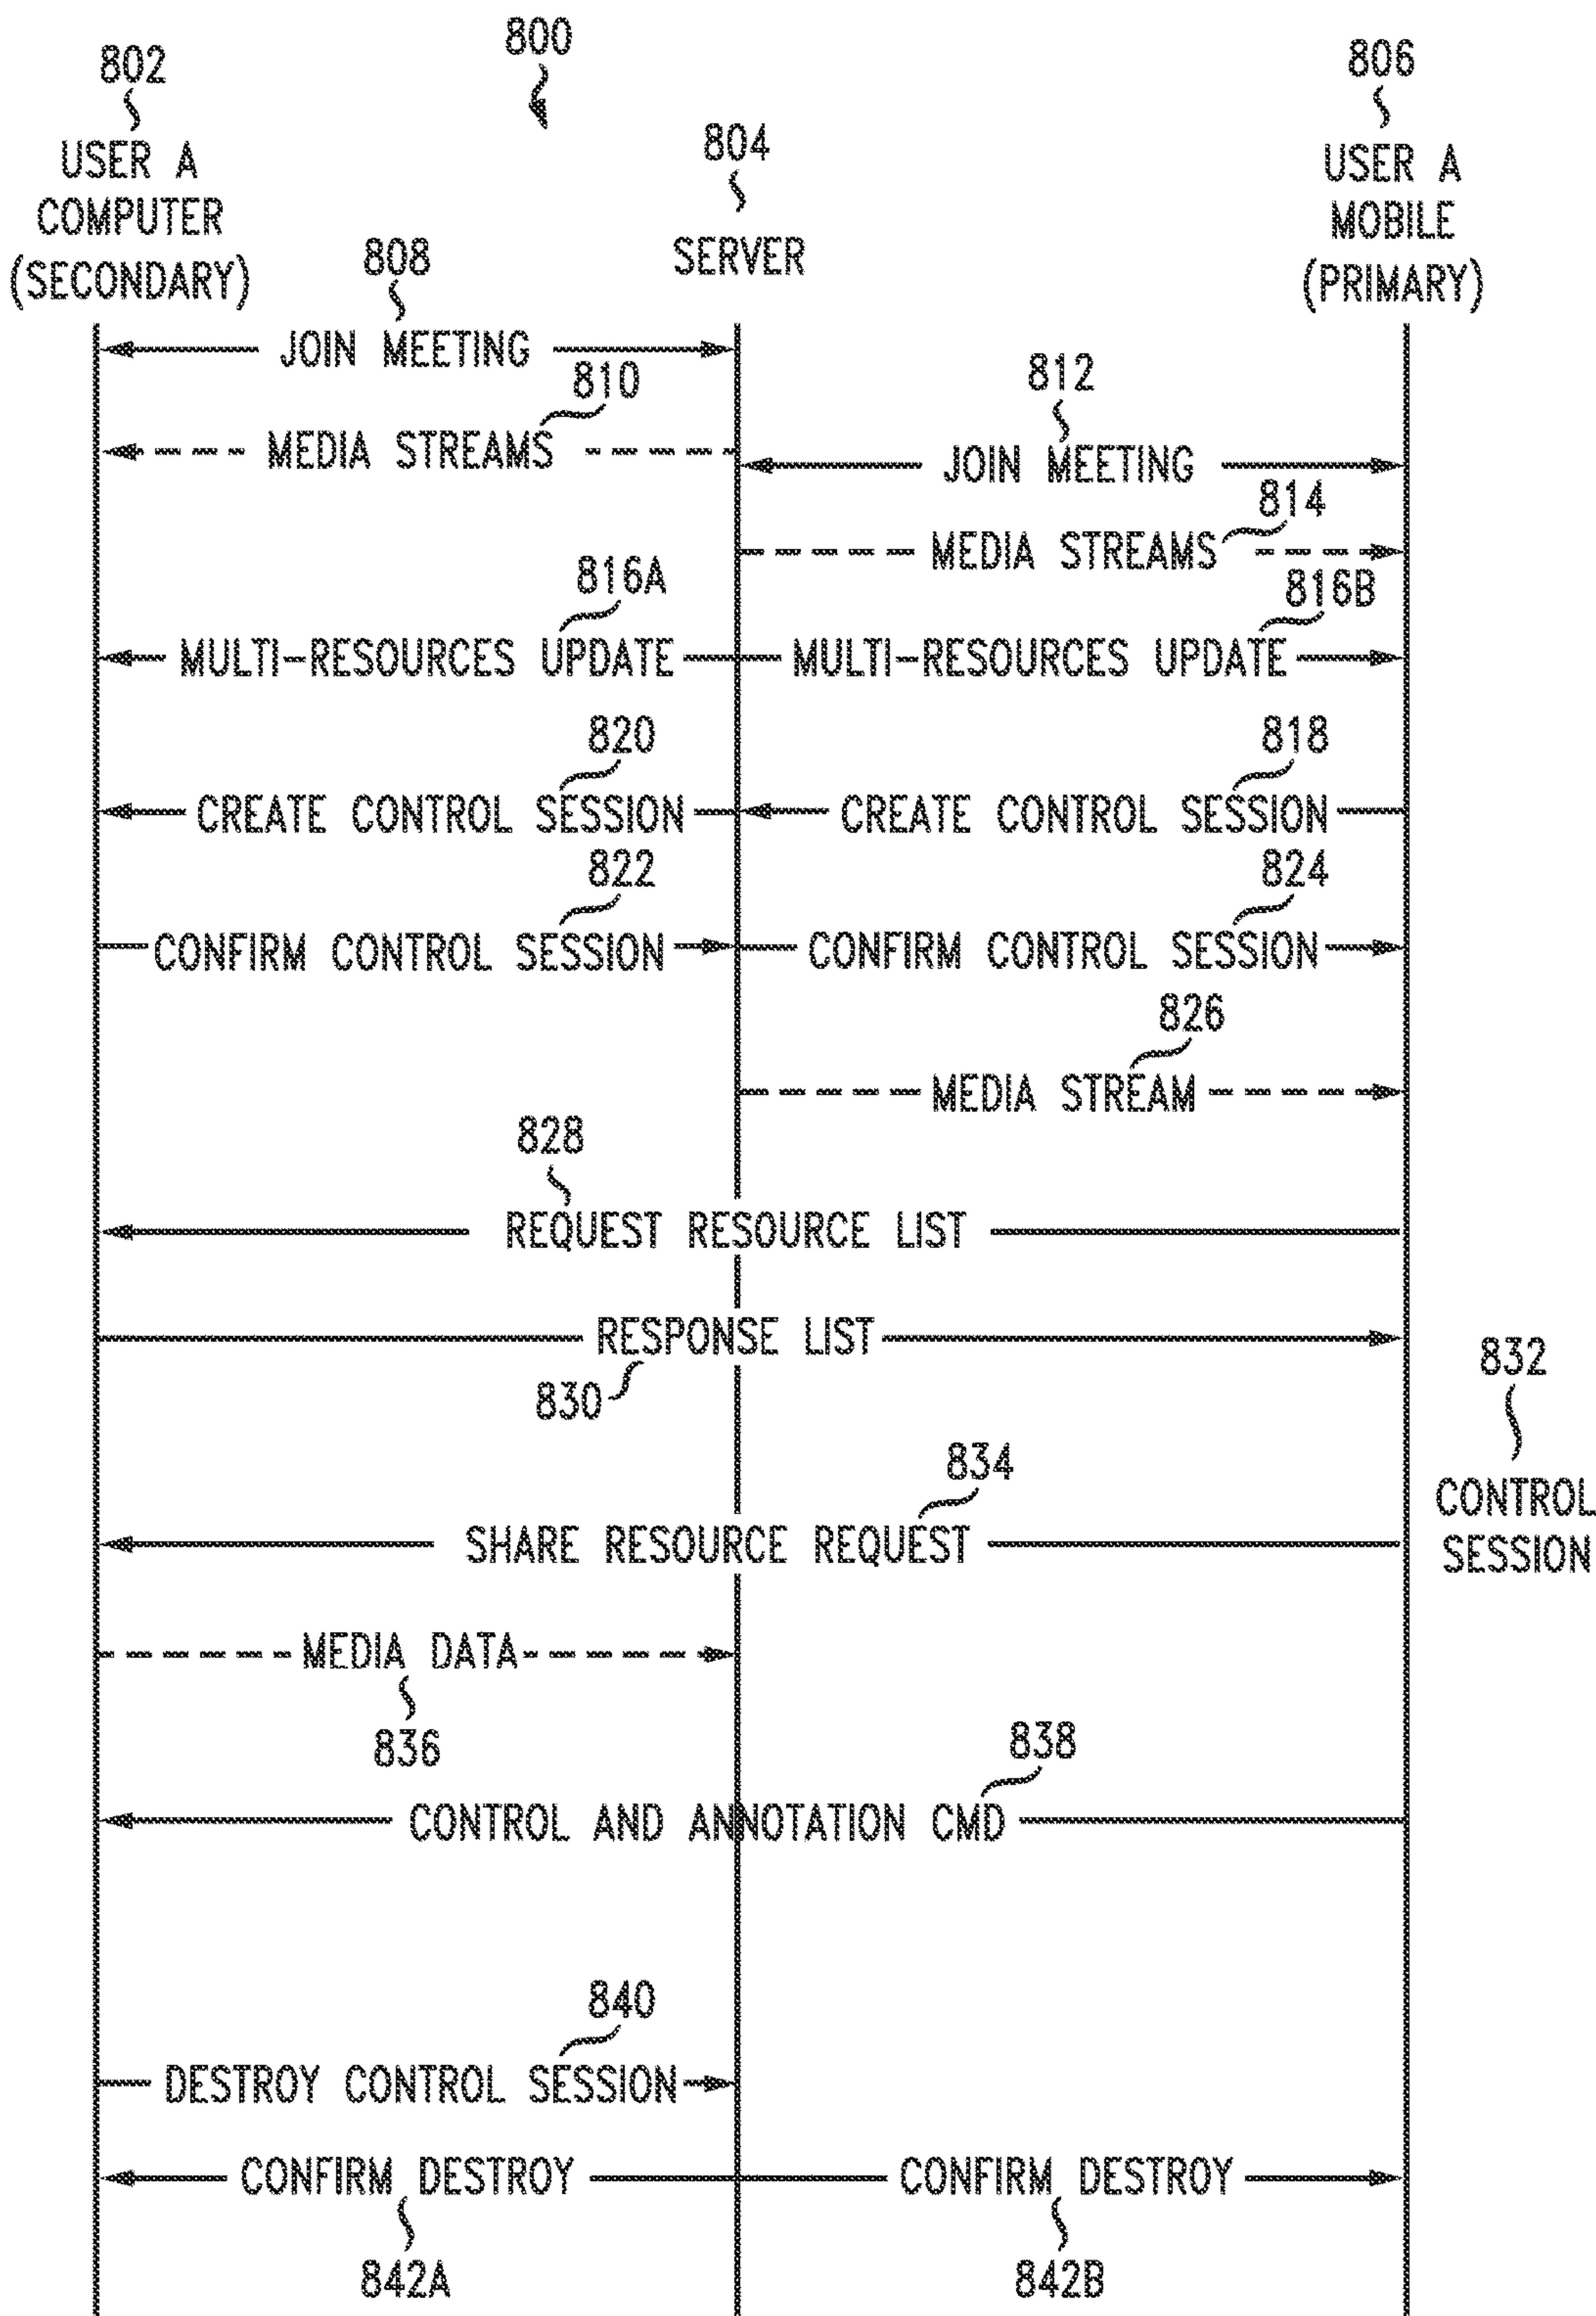 800
802
USER A
COMPUTER
(SECONDARY)
804
SERVER
806
USER A
MOBILE
(PRIMARY)
808
JOIN MEETING
810
MEDIA STREAMS
812
JOIN MEETING
814
MEDIA STREAMS
816A
MULTI-RESOURCES UPDATE
816B
MULTI-RESOURCES UPDATE
820
CREATE CONTROL SESSION
818
CREATE CONTROL SESSION
822
CONFIRM CONTROL SESSION
824
CONFIRM CONTROL SESSION
826
MEDIA STREAM
828
REQUEST RESOURCE LIST
RESPONSE LIST
830
832
CONTROL
SESSION
834
SHARE RESOURCE REQUEST
MEDIA DATA
836
838
CONTROL AND ANNOTATION CMD
840
DESTROY CONTROL SESSION
CONFIRM DESTROY
842A
CONFIRM DESTROY
842B